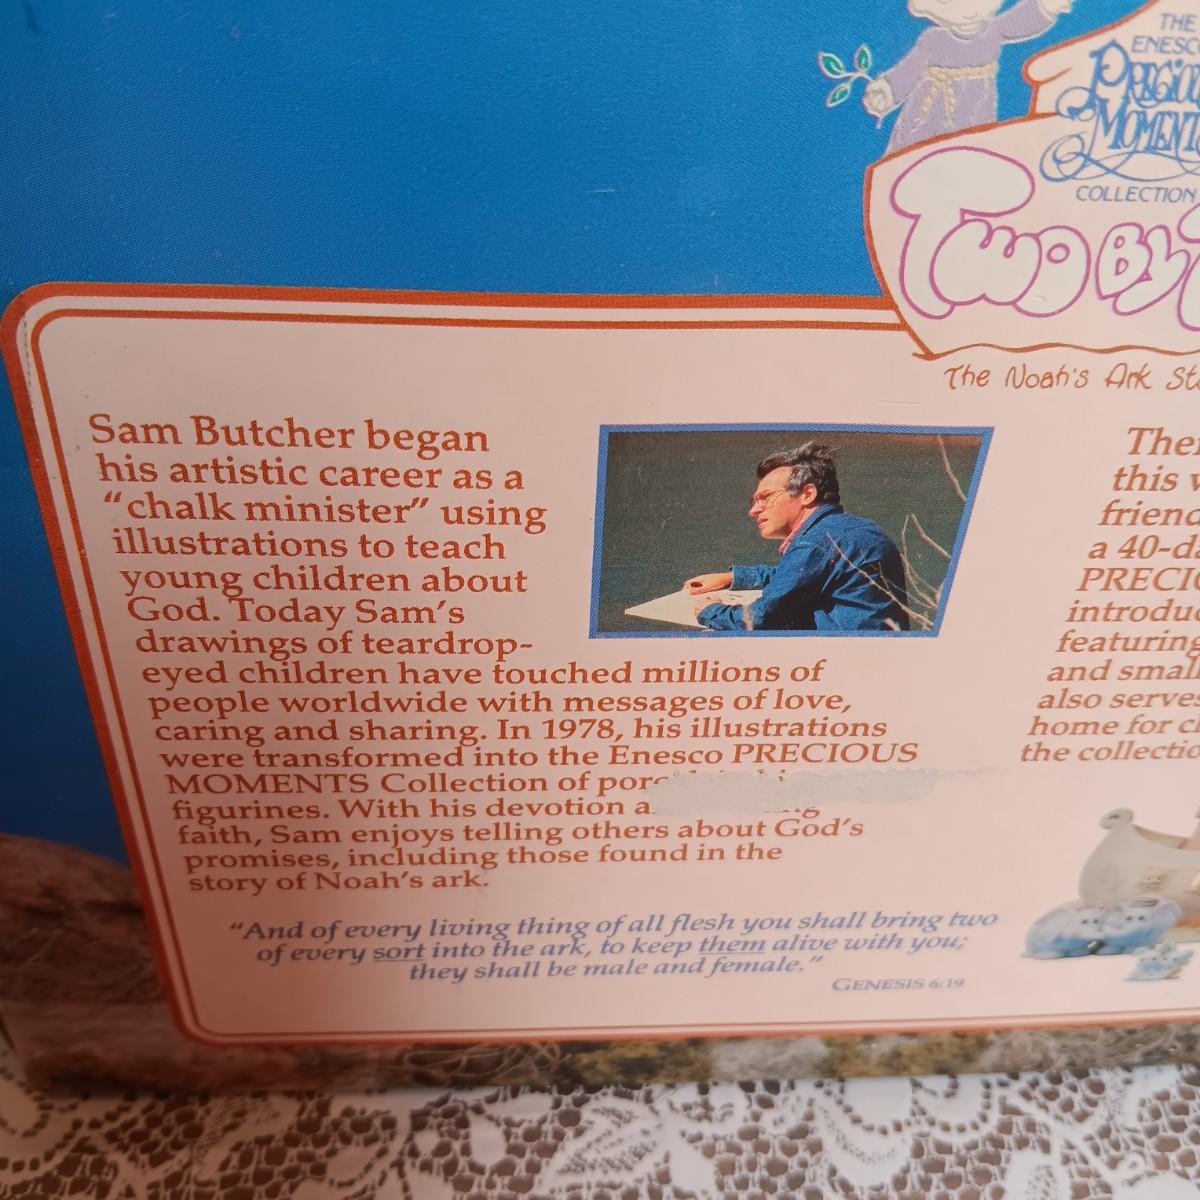 THE
ENESCO
PRECIOUS
MOMENTS
COLLECTION
TWO BY
The Noah's Ark
Sam Butcher began
his artistic career as a
"chalk minister" using
illustrations to teach
young children about
God. Today Sam's
drawings of teardrop-
eyed children have touched millions of
people worldwide with messages of love,
caring and sharing. In 1978, his illustrations
were transformed into the Enesco PRECIOUS
MOMENTS Collection of
figurines. With his devotion
faith, Sam enjoys telling others about God's
promises, including those found in the
story of Noah's ark.
"And of every living thing of all flesh you shall bring two
of every sort into the ark, to keep them alive with you;
they shall be male and female."
GENESIS 6:19
this
a 40-
featuring
and small
also serve
home for
the